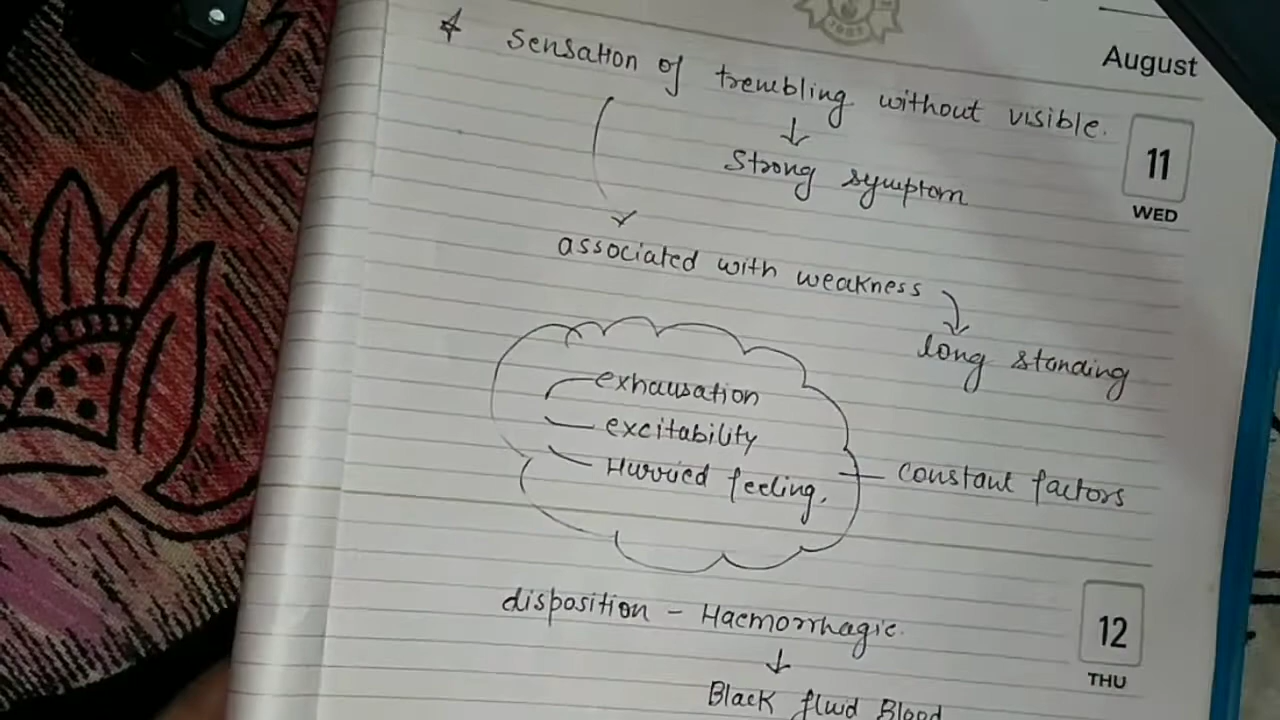 August
sensation of trembling without visible.
11
WED
↓
Strong symptom
associated with weakness
long standing
exhausation
excitability
Hurried feeling.
constant factors
disposition - Haemorrhagic.
12
THU
↓
Black fluid Blood